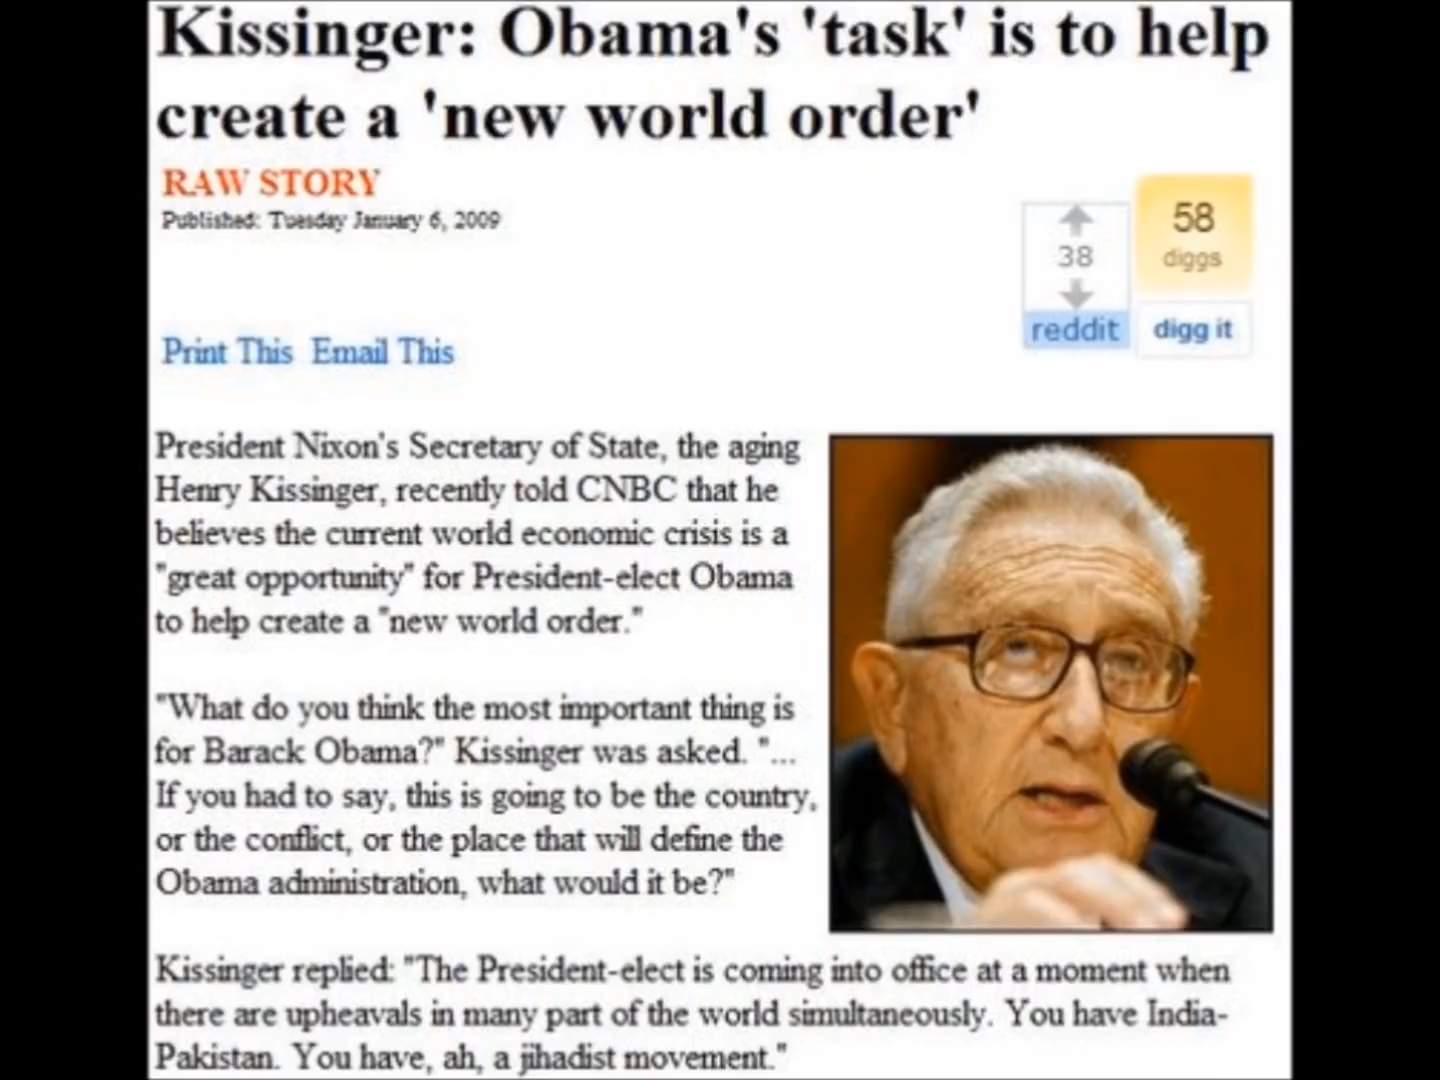 Kissinger: Obama's 'task' is to help
create a 'new world order'
RAW STORY
Published: Tuesday January 6, 2009
38
reddit
58
diggs
digg it
Print This Email This
President Nixon's Secretary of State, the aging
Henry Kissinger, recently told CNBC that he
believes the current world economic crisis is a
"great opportunity" for President-elect Obama
to help create a "new world order."
"What do you think the most important thing is
for Barack Obama?" Kissinger was asked. "...
If you had to say, this is going to be the country,
or the conflict, or the place that will define the
Obama administration, what would it be?"
Kissinger replied: "The President-elect is coming into office at a moment when
there are upheavals in many part of the world simultaneously. You have India-
Pakistan. You have, ah, a jihadist movement."